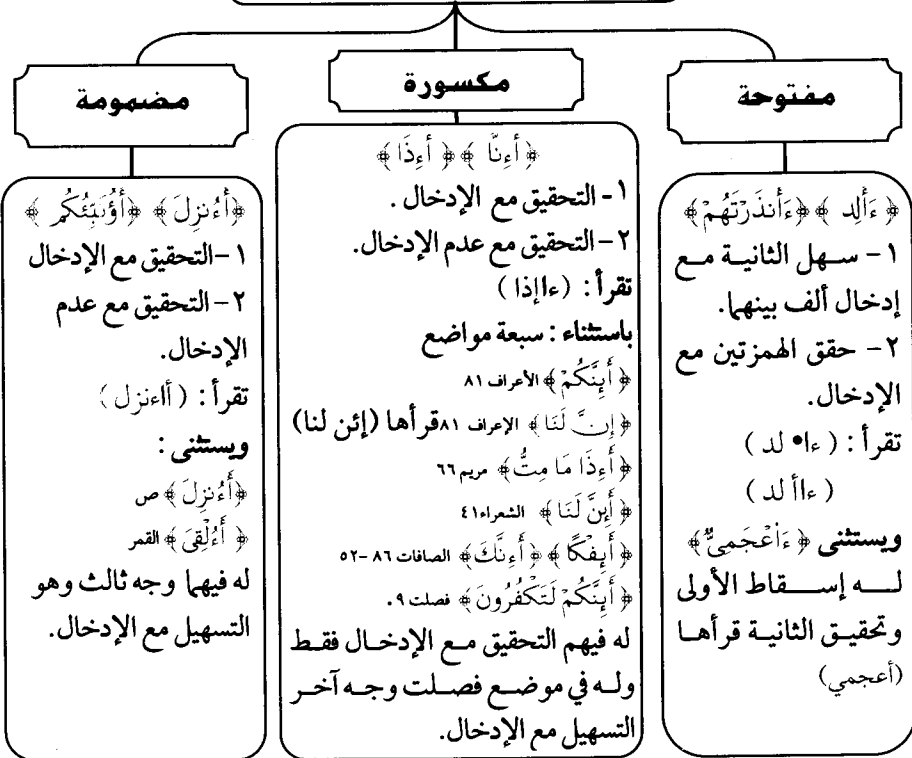 مفتوحة
﴿ ءَأَلِد ﴾ ﴿ءَأَنذَرۡتَهُمۡ﴾
١- سهل الثانية مع
إدخال ألف بينهما.
٢- حقق الهمزتين مع
الإدخال.
تقرأ : ( ءا• لد )
( ءاألد )
ويستثنى ﴿ ءَاعۡجَمِيّٞ﴾
له إسقاط الأولى
وتحقيق الثانية قرأها
(أعجمي)
مكسورة
﴿ أَءِنَّا ﴾ ﴿ أَءِذَا ﴾
١- التحقيق مع الإدخال .
٢- التحقيق مع عدم الإدخال.
تقرأ : (ءاإذا )
باستثناء : سبعة مواضع
﴿ أَئِنَّكُمۡ ﴾ الأعراف ٨١
﴿ إِنَّ لَنَا ﴾ الإعراف ٨١ قرأها (إئن لنا)
﴿ أَءِذَا مَا مِتُّ ﴾ مريم ٦٦
﴿ أَئِنَّ لَنَا ﴾ الشعراء ٤١
﴿ أَئِفۡكًا ﴾ ﴿ أَءِنَّكَ ﴾ الصافات ٨٦ -٥٢
﴿ أَئِنَّكُمۡ لَتَكۡفُرُونَ ﴾ فصلت ٩.
له فيهم التحقيق مع الإدخال فقط
وله في موضع فصلت وجه آخر
التسهيل مع الإدخال.
مضمومة
﴿أَءُنزِلَ﴾ ﴿أَؤُنَبِّئُكُم ﴾
١-التحقيق مع الإدخال
٢- التحقيق مع عدم
الإدخال.
تقرأ : (أاءنزل)
ويستثنى :
﴿أَءُنزِلَ﴾ ص
﴿ أَءُلۡقِيَ﴾ القمر
له فيهما وجه ثالث وهو
التسهيل مع الإدخال.